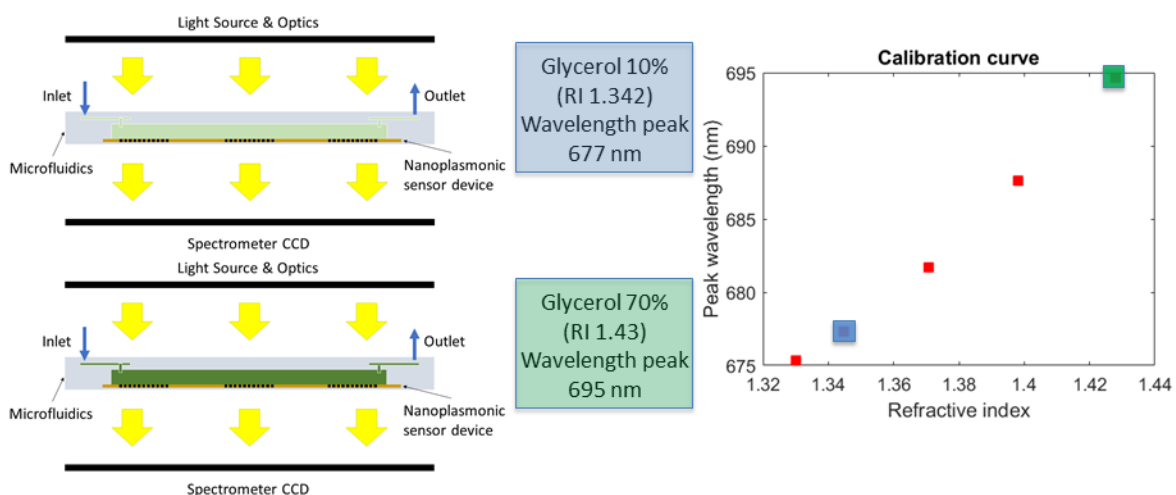 Light Source & Optics
Inlet
Outlet
Microfluidics
Nanoplasmonic
sensor device
Spectrometer CCD
Light Source & Optics
Inlet
Outlet
Microfluidics
Nanoplasmonic
sensor device
Spectrometer CCD
Glycerol 10%
(RI 1.342)
Wavelength peak
677 nm
Glycerol 70%
(RI 1.43)
Wavelength peak
695 nm
Calibration curve
Peak wavelength (nm)
695
690
685
680
675
1.32
1.34
1.36
1.38
1.4
1.42
1.44
Refractive index